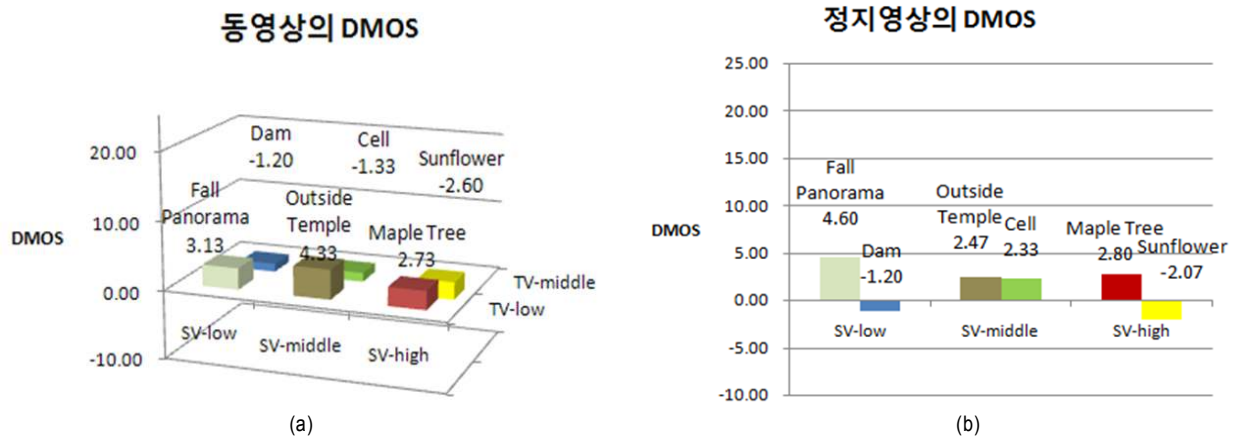 동영상의 DMOS
Dam
-1.20
Cell
-1.33
Sunflower
-2.60
Fall
Panorama
3.13
Outside
Temple
4.33
Maple Tree
2.73
20.00
10.00
0.00
-10.00
DMOS
TV-middle
TV-low
SV-low
SV-middle
SV-high
(a)
정지영상의 DMOS
25.00
20.00
15.00
10.00
5.00
0.00
-5.00
-10.00
DMOS
Fall
Panorama
4.60
Dam
-1.20
Outside
Temple
2.47
Cell
2.33
Maple Tree
2.80
Sunflower
-2.07
SV-low
SV-middle
SV-high
(b)